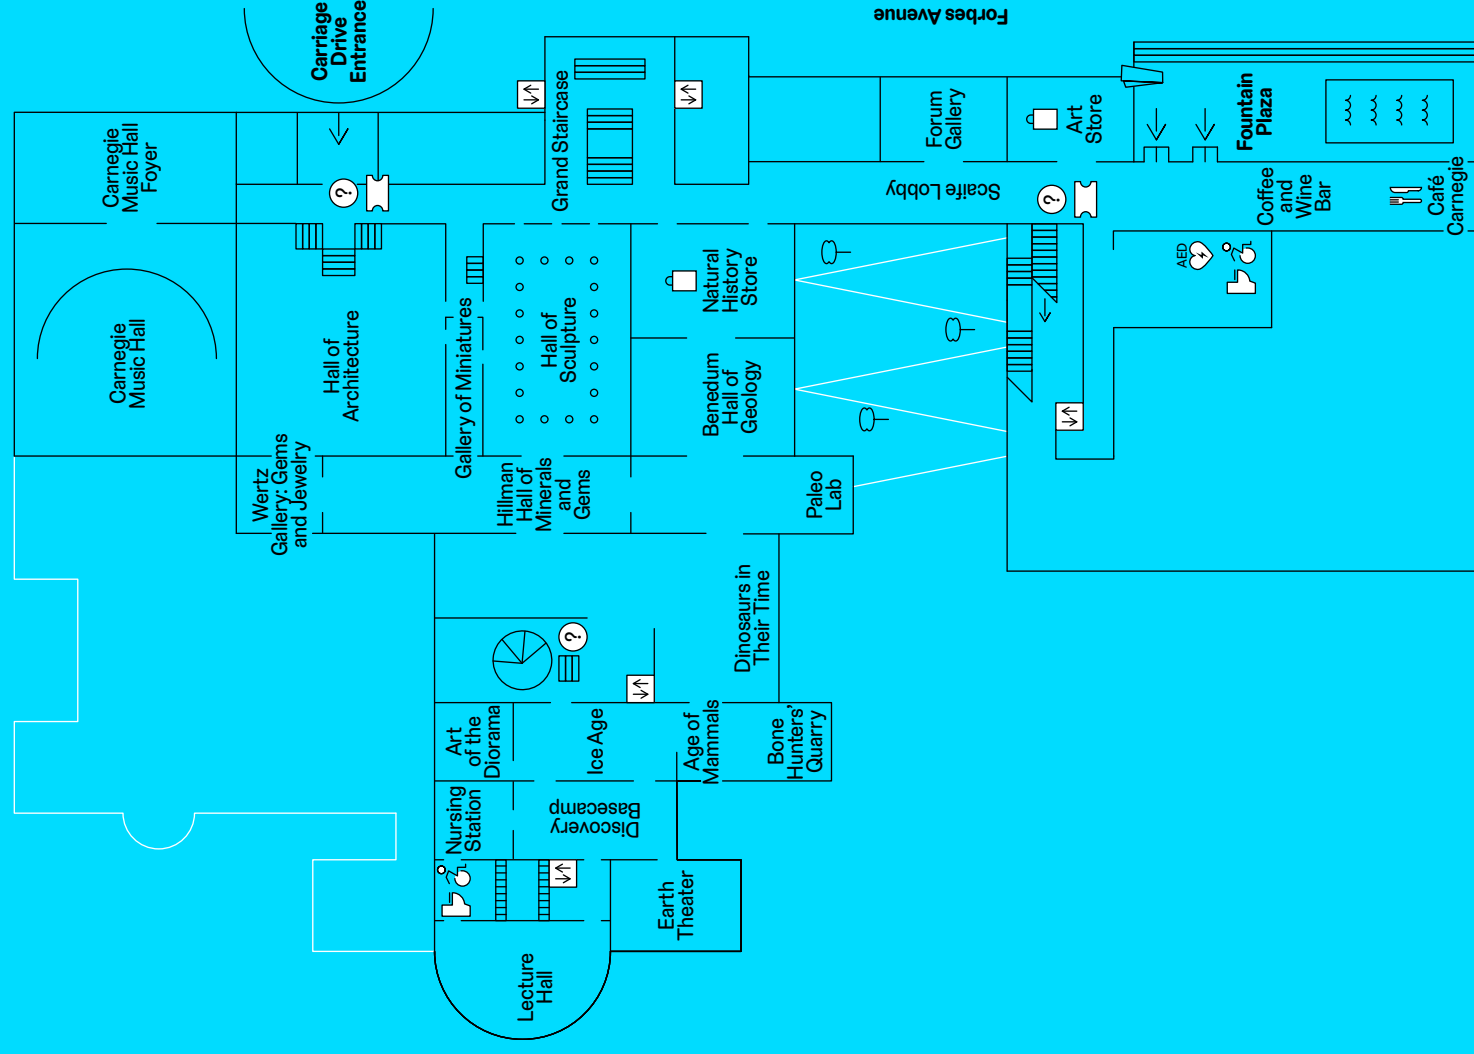 Carriage
Drive
Entrance
Forbes Avenue
Carnegie
Music Hall
Foyer
Grand Staircase
Forum
Gallery
Art
Store
Fountain
Plaza
?
Scaife Lobby
?
Coffee
and
Wine
Bar
Café
Carnegie
AED
Carnegie
Music Hall
Hall of
Architecture
Gallery of Miniatures
Hall of
Sculpture
Natural
History
Store
Benedum
Hall of
Geology
Wertz
Gallery: Gems
and Jewelry
Hillman
Hall of
Minerals
and
Gems
Paleo
Lab
?
Dinosaurs in
Their Time
Art
of the
Diorama
Ice Age
Age of
Mammals
Bone
Hunters’
Quarry
Nursing
Station
Discovery
Basecamp
Earth
Theater
Lecture
Hall